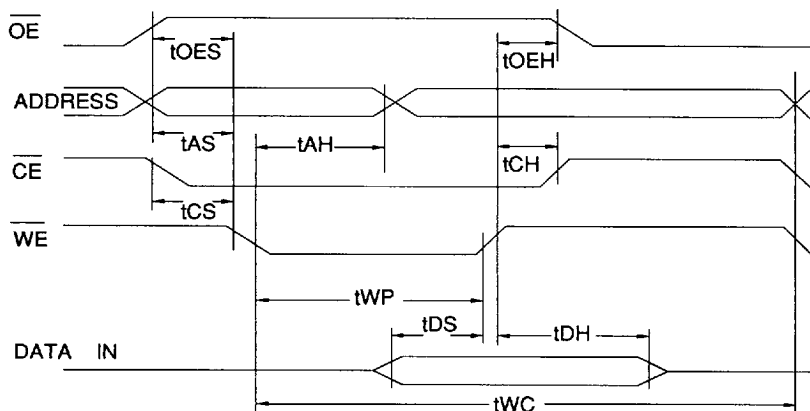 OE
tOES
tOEH
ADDRESS
tAS
tAH
tCH
CE
tCS
WE
tWP
tDS
tDH
DATA IN
tWC